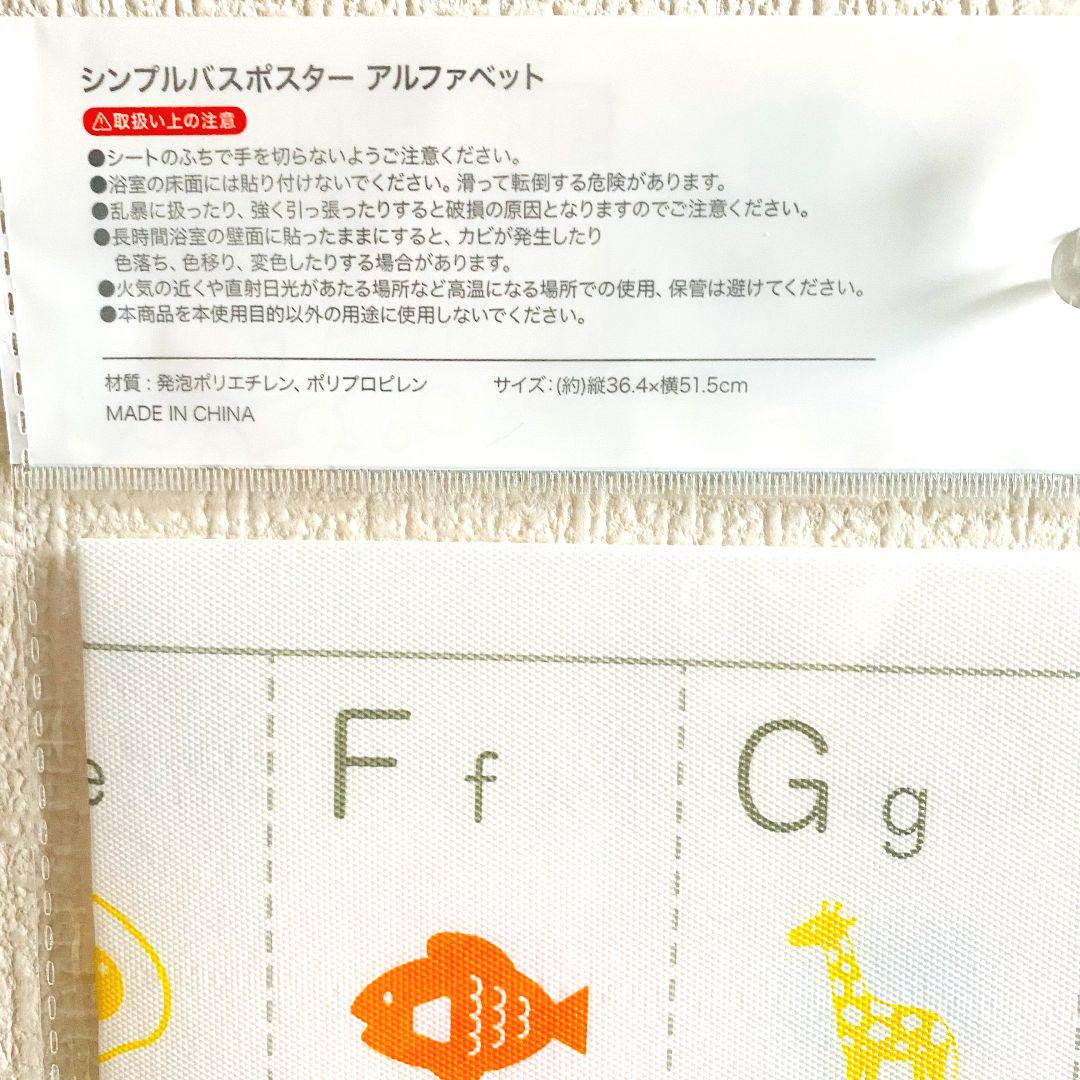 シンプルバスポスター アルファベット
⚠取扱い上の注意
●シートのふちで手を切らないようご注意ください。
●浴室の床面には貼り付けないでください。滑って転倒する危険があります。
●乱暴に扱ったり、強く引っ張ったりすると破損の原因となりますのでご注意ください。
●長時間浴室の壁面に貼ったままにすると、カビが発生したり
色落ち、色移り、変色したりする場合があります。
●火気の近くや直射日光があたる場所など高温になる場所での使用、保管は避けてください。
●本商品を本使用目的以外の用途に使用しないでください。
材質：発泡ポリエチレン、ポリプロピレン サイズ：(約)縦36.4×横51.5cm
MADE IN CHINA
e F f G g